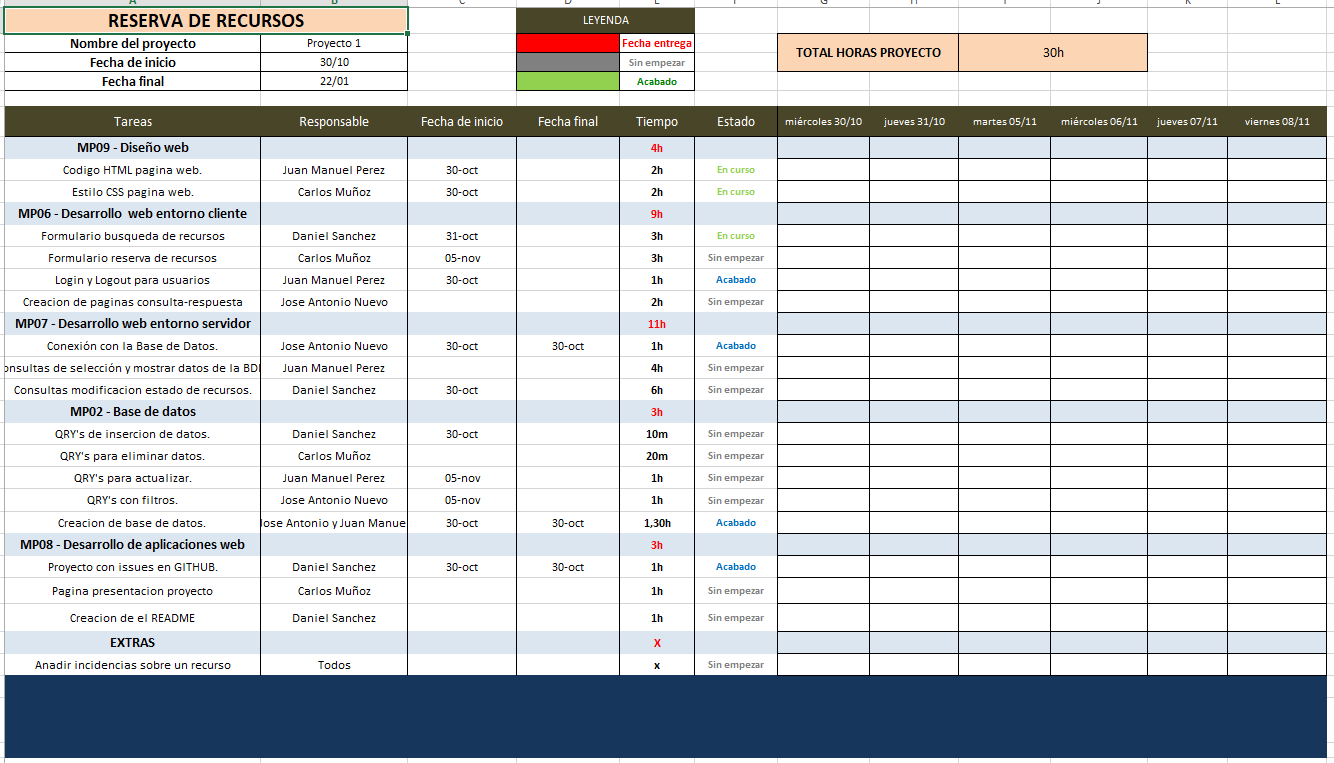 RESERVA DE RECURSOS LEYENDA
Nombre del proyecto Proyecto 1 Fecha entrega TOTAL HORAS PROYECTO 30h
Fecha de inicio 30/10 Sin empezar
Fecha final 22/01 Acabado
Tareas Responsable Fecha de inicio Fecha final Tiempo Estado miércoles 30/10 jueves 31/10 martes 05/11 miércoles 06/11 jueves 07/11 viernes 08/11
MP09 - Diseño web 4h
Codigo HTML pagina web. Juan Manuel Perez 30-oct 2h En curso
Estilo CSS pagina web. Carlos Muñoz 30-oct 2h En curso
MP06 - Desarrollo web entorno cliente 9h
Formulario busqueda de recursos Daniel Sanchez 31-oct 3h En curso
Formulario reserva de recursos Carlos Muñoz 05-nov 3h Sin empezar
Login y Logout para usuarios Juan Manuel Perez 30-oct 1h Acabado
Creacion de paginas consulta-respuesta Jose Antonio Nuevo 2h Sin empezar
MP07 - Desarrollo web entorno servidor 11h
Conexión con la Base de Datos. Jose Antonio Nuevo 30-oct 30-oct 1h Acabado
onsultas de selección y mostrar datos de la BD Juan Manuel Perez 4h Sin empezar
Consultas modificacion estado de recursos. Daniel Sanchez 30-oct 6h Sin empezar
MP02 - Base de datos 3h
QRY's de insercion de datos. Daniel Sanchez 30-oct 10m Sin empezar
QRY's para eliminar datos. Carlos Muñoz 20m Sin empezar
QRY's para actualizar. Juan Manuel Perez 05-nov 1h Sin empezar
QRY's con filtros. Jose Antonio Nuevo 05-nov 1h Sin empezar
Creacion de base de datos. Jose Antonio y Juan Manue 30-oct 30-oct 1,30h Acabado
MP08 - Desarrollo de aplicaciones web 3h
Proyecto con issues en GITHUB. Daniel Sanchez 30-oct 30-oct 1h Acabado
Pagina presentacion proyecto Carlos Muñoz 1h Sin empezar
Creacion de el README Daniel Sanchez 1h Sin empezar
EXTRAS X
Anadir incidencias sobre un recurso Todos x Sin empezar